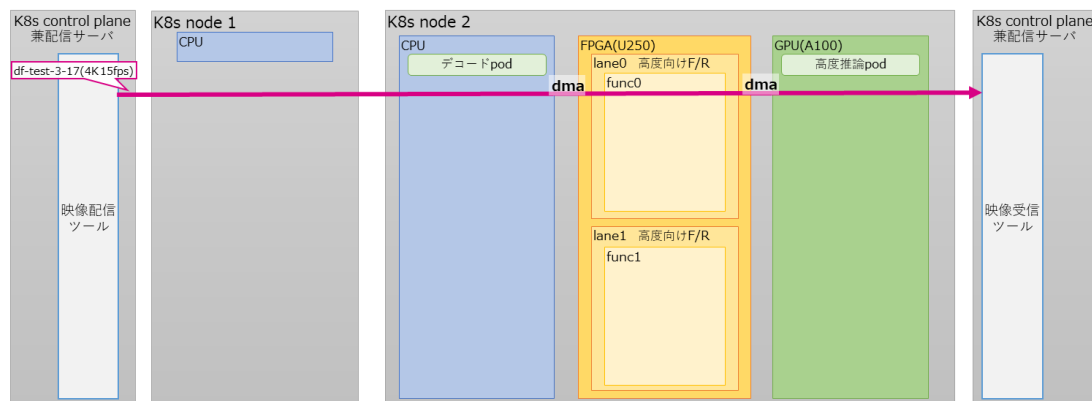 K8s control plane
兼配信サーバ
df-test-3-17(4K15fps)
映像配信
ツール
K8s node 1
CPU
K8s node 2
CPU
デコードpod
dma
FPGA(U250)
lane0 高度向けF/R
func0
lane1 高度向けF/R
func1
dma
GPU(A100)
高度推論pod
K8s control plane
兼配信サーバ
映像受信
ツール